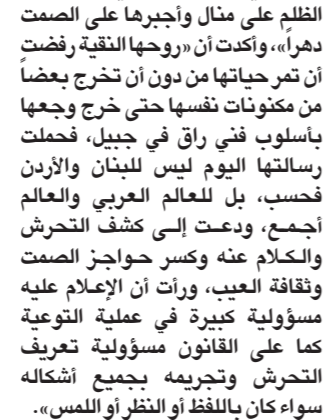 الظلم على منال وأجبرها على الصمت
دهراً»، وأكدت أن «روحها النقية رفضت
أن تمر حياتها من دون أن تخرج بعضاً
من مكنونات نفسها حتى خرج وجعها
بأسلوب فني راق في جبيل، فحملت
رسالتها اليوم ليس للبنان والأردن
فحسب، بل للعالم العربي والعالم
أجمع، ودعت إلى كشف التحرش
والكلام عنه وكسر حواجز الصمت
وثقافة العيب، ورأت أن الإعلام عليه
مسؤولية كبيرة في عملية التوعية
كما على القانون مسؤولية تعريف
التحرش وتجريمه بجميع أشكاله
سواء كان باللفظ أو النظر أو اللمس».